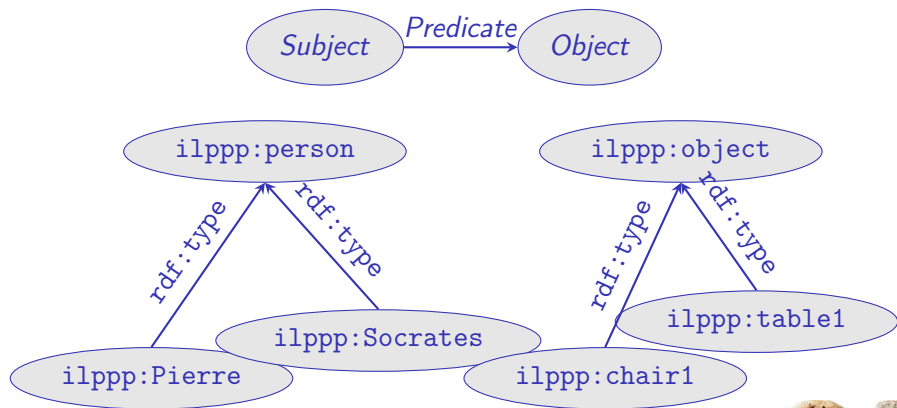 Subject Predicate Object
ilppp:person ilppp:object
rdf:type rdf:type rdf:type rdf:type
ilppp:Socrates ilppp:table1
ilppp:Pierre ilppp:chair1